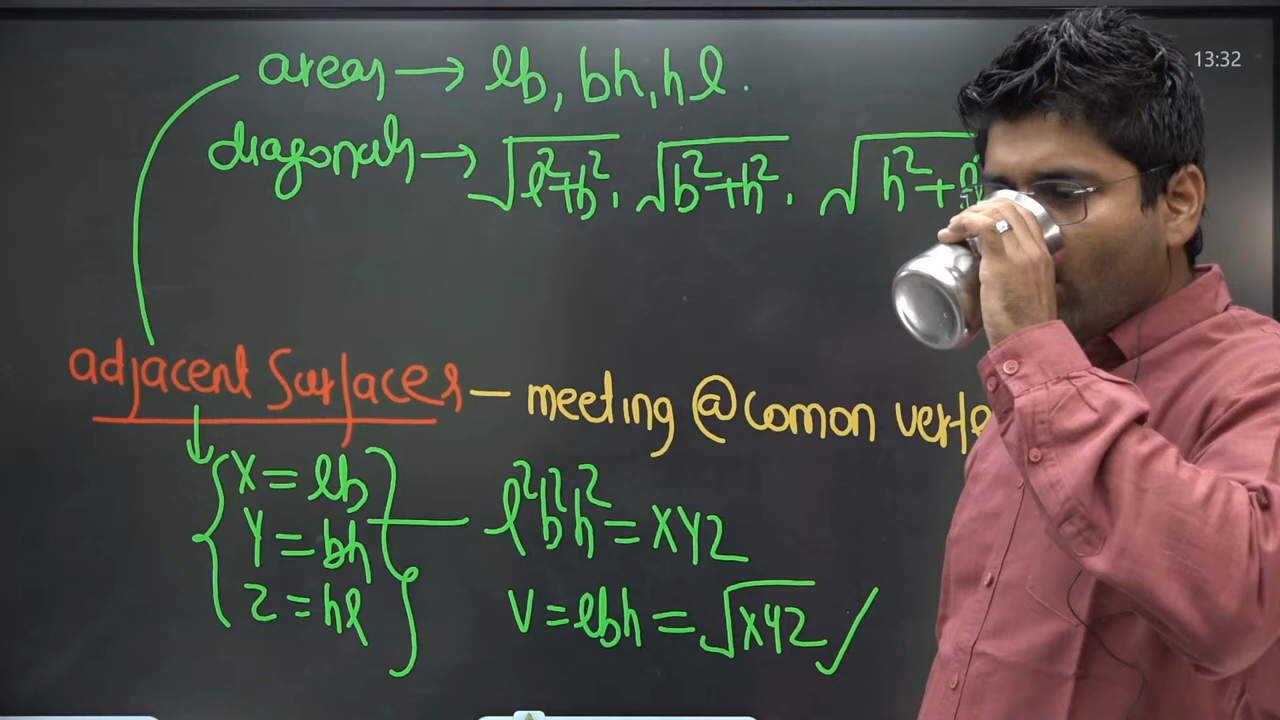 13:32
areas → lb, bh, hl.
diagonals → √l²+b², √b²+h², √h²+
adjacent Surfaces — meeting @ comon verte
X = lb
Y = bh
Z = hl
l²b²h² = XYZ
V = lbh = √XYZ